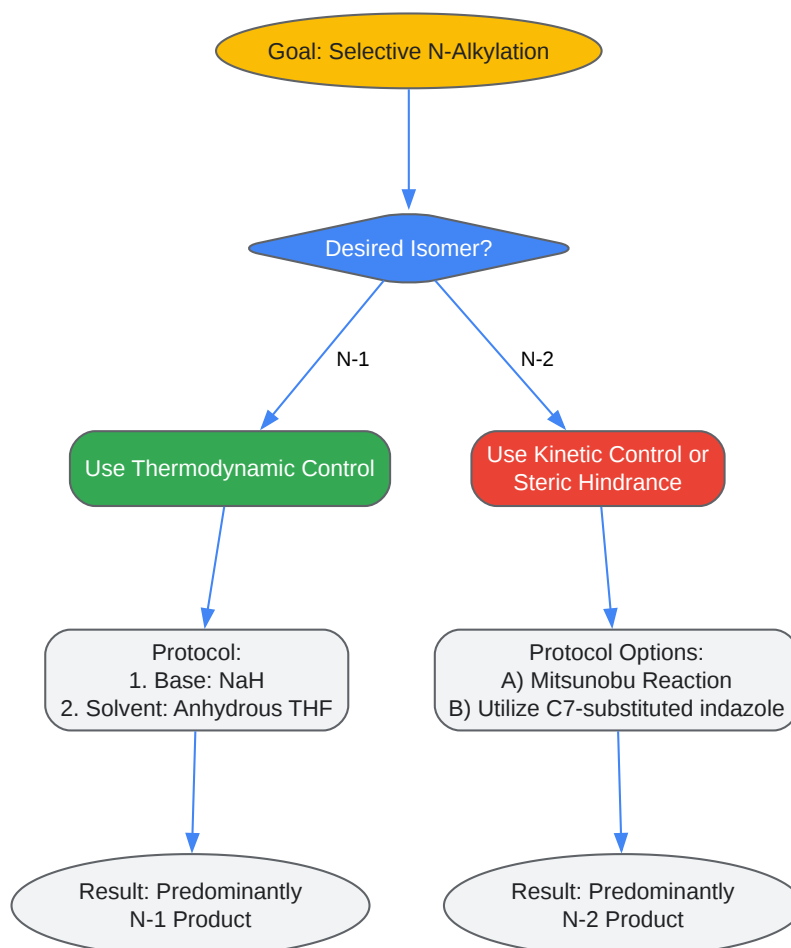 Goal: Selective N-Alkylation
Desired Isomer?
N-1
N-2
Use Thermodynamic Control
Use Kinetic Control or
Steric Hindrance
Protocol:
1. Base: NaH
2. Solvent: Anhydrous THF
Protocol Options:
A) Mitsunobu Reaction
B) Utilize C7-substituted indazole
Result: Predominantly
N-1 Product
Result: Predominantly
N-2 Product